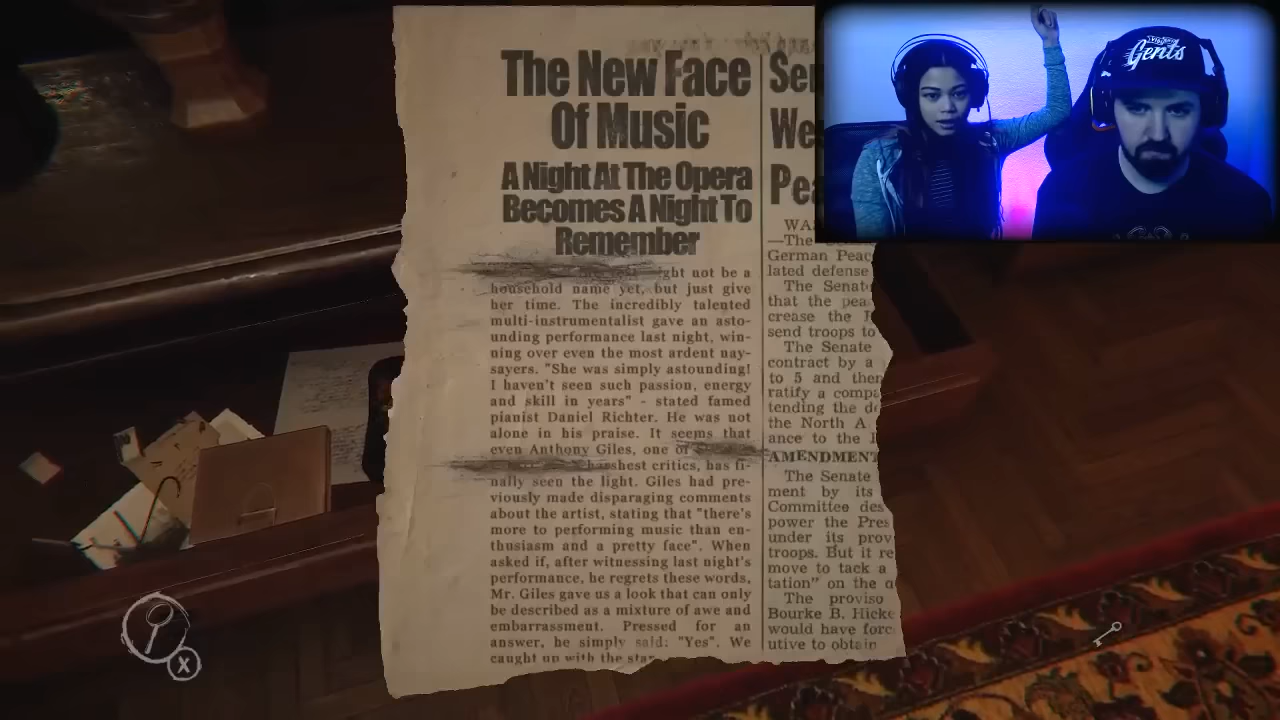 The New Face
Of Music
A Night At The Opera
Becomes A Night To
Remember
not be a
household name yet, but just give
her time. The incredibly talented
multi-instrumentalist gave an asto-
unding performance last night, win-
ning over even the most ardent nay-
sayers. "She was simply astounding!
I haven't seen such passion, energy
and skill in years" - stated famed
pianist Daniel Richter. He was not
alone in his praise. It seems that
even Anthony Giles, one of
harshest critics, has fi-
nally seen the light. Giles had pre-
viously made disparaging comments
about the artist, stating that "there's
more to performing music than en-
thusiasm and a pretty face". When
asked if, after witnessing last night's
performance, he regrets these words,
Mr. Giles gave us a look that can only
be described as a mixture of awe and
embarrassment. Pressed for an
answer, he simply said: "Yes". We
caught up with the star
Sen
We
Pea
WAS
—The
German Peac
lated defense
The Senate
that the pea
crease the
send troops to
The Senate
contract by a
to 5 and then
ratify a compa
tending the de
the North A
ance to the
AMENDMENT
The Senate
ment by its
Committee des
power the Pres
under its prov
troops. But it re
move to tack a
tation" on the
The proviso
Bourke B. Hicke
would have forc
utive to obtain
Gents
X